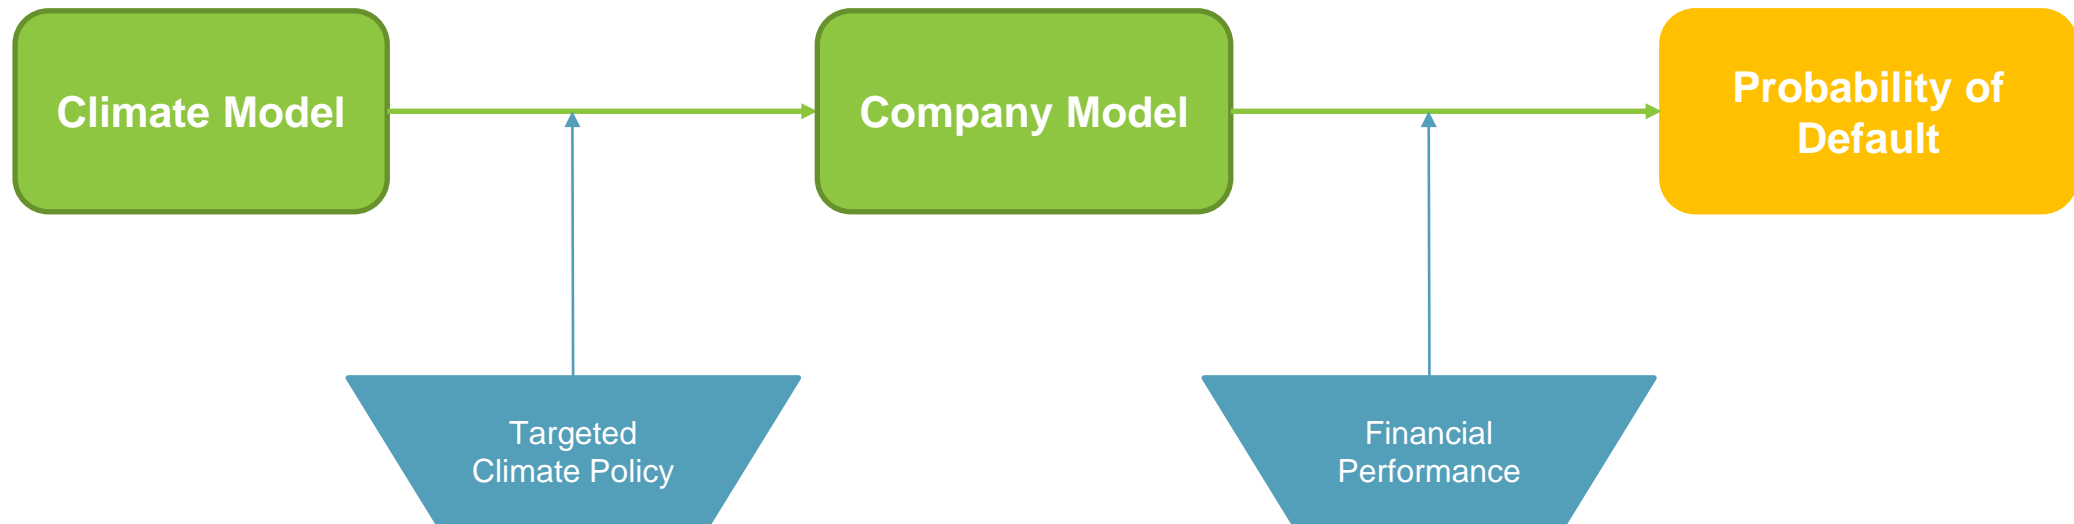 Climate Model
Company Model
Probability of
Default
Targeted
Climate Policy
Financial
Performance